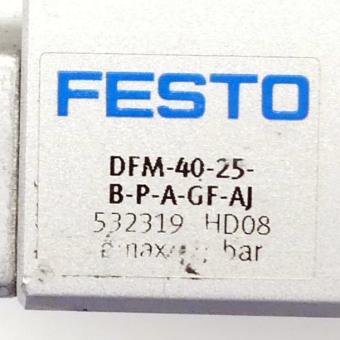 FESTO
DFM-40-25-
B-P-A-GF-AJ
532319 HD08
bar